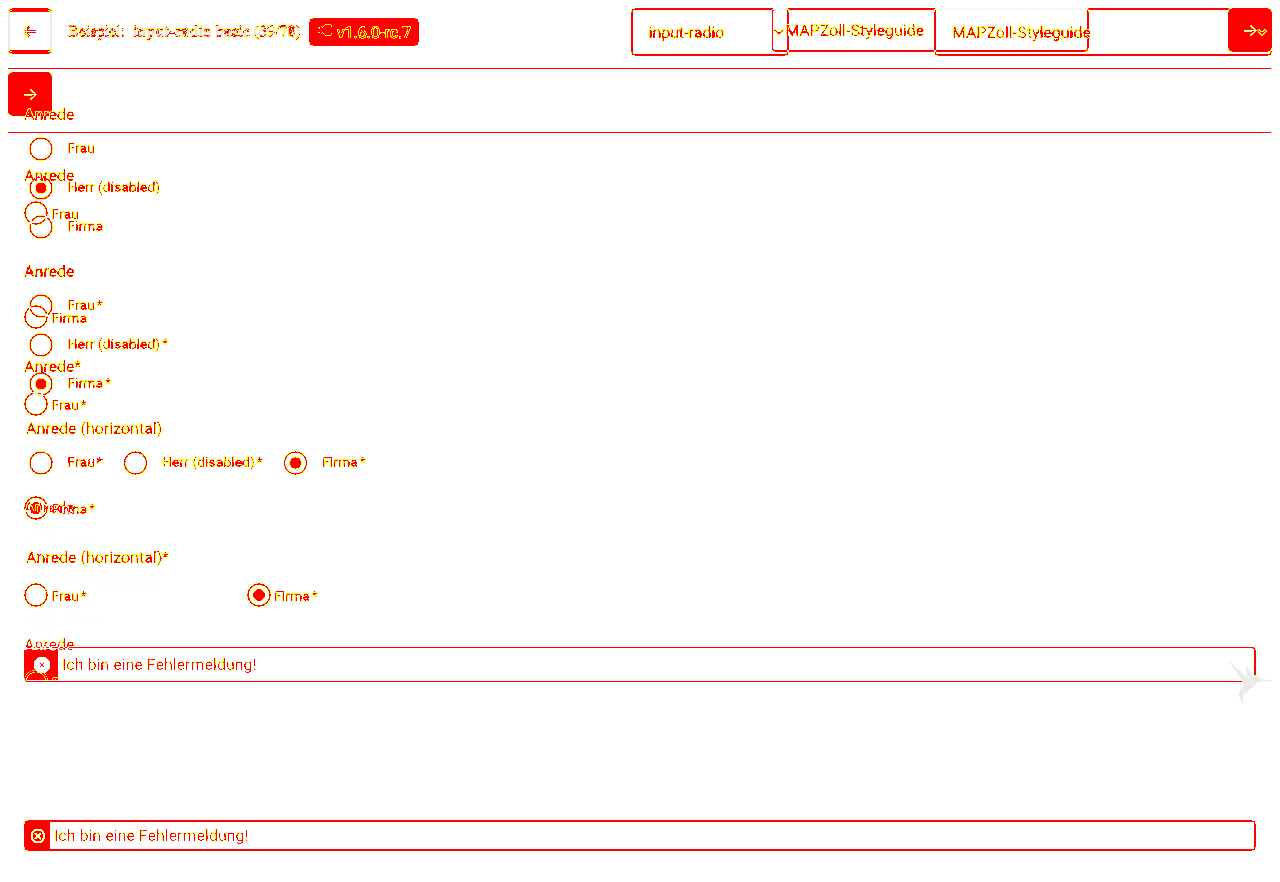 Beispiel: input-radio basic (39/70) v1.6.0-rc.7 input-radio MAPZoll-Styleguide MAPZoll-Styleguide
Anrede
Frau
Anrede
Herr (disabled)
Frau
Firma
Anrede
Frau*
Firma
Herr (disabled)*
Anrede*
Firma*
Frau*
Anrede (horizontal)
Frau* Herr (disabled)* Firma*
Firma*
Anrede (horizontal)*
Frau* Firma*
Anrede
Ich bin eine Fehlermeldung!
Ich bin eine Fehlermeldung!